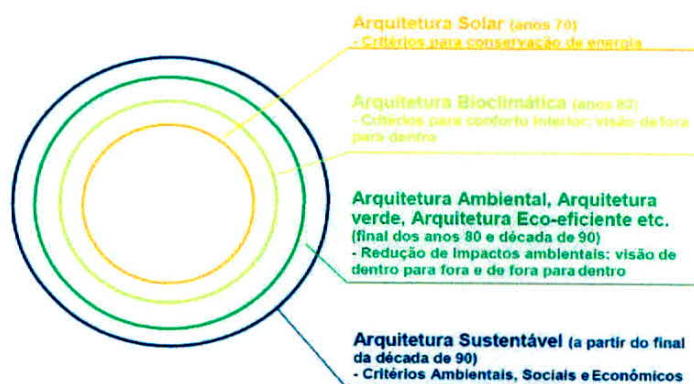 Arquitetura Solar (anos 70)
- Critérios para conservação de energia
Arquitetura Bioclimática (anos 80)
- Critérios para conforto interior: visão de fora
para dentro
Arquitetura Ambiental, Arquitetura
verde, Arquitetura Eco-eficiente etc.
(final dos anos 80 e década de 90)
- Redução de Impactos ambientais: visão de
dentro para fora e de fora para dentro
Arquitetura Sustentável (a partir do final
da década de 90)
- Critérios Ambientais, Sociais e Econômicos